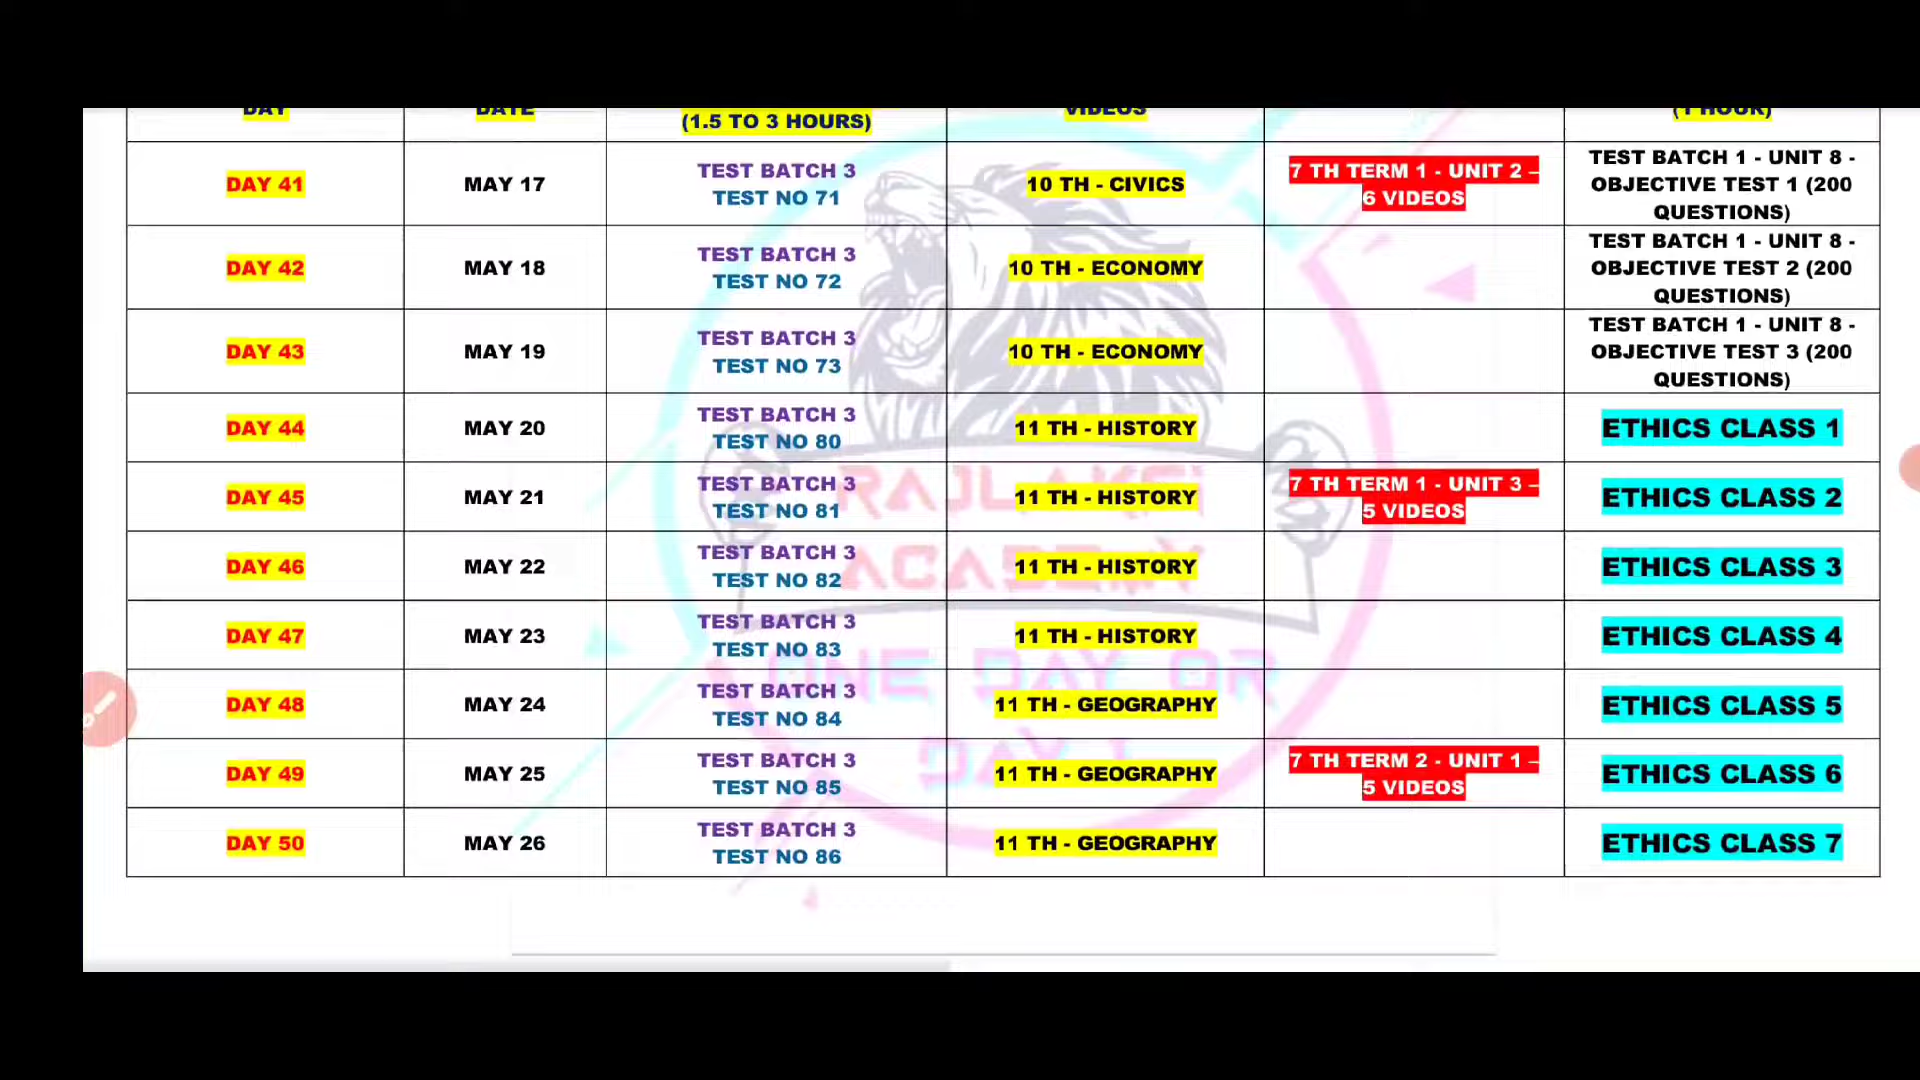 DAY
DATE
(1.5 TO 3 HOURS)
VIDEOS
(1 HOUR)
DAY 41
MAY 17
TEST BATCH 3
TEST NO 71
10 TH - CIVICS
7 TH TERM 1 - UNIT 2 –
6 VIDEOS
TEST BATCH 1 - UNIT 8 -
OBJECTIVE TEST 1 (200
QUESTIONS)
DAY 42
MAY 18
TEST BATCH 3
TEST NO 72
10 TH - ECONOMY
TEST BATCH 1 - UNIT 8 -
OBJECTIVE TEST 2 (200
QUESTIONS)
DAY 43
MAY 19
TEST BATCH 3
TEST NO 73
10 TH - ECONOMY
TEST BATCH 1 - UNIT 8 -
OBJECTIVE TEST 3 (200
QUESTIONS)
DAY 44
MAY 20
TEST BATCH 3
TEST NO 80
11 TH - HISTORY
ETHICS CLASS 1
DAY 45
MAY 21
TEST BATCH 3
TEST NO 81
11 TH - HISTORY
7 TH TERM 1 - UNIT 3 –
5 VIDEOS
ETHICS CLASS 2
DAY 46
MAY 22
TEST BATCH 3
TEST NO 82
11 TH - HISTORY
ETHICS CLASS 3
DAY 47
MAY 23
TEST BATCH 3
TEST NO 83
11 TH - HISTORY
ETHICS CLASS 4
DAY 48
MAY 24
TEST BATCH 3
TEST NO 84
11 TH - GEOGRAPHY
ETHICS CLASS 5
DAY 49
MAY 25
TEST BATCH 3
TEST NO 85
11 TH - GEOGRAPHY
7 TH TERM 2 - UNIT 1 –
5 VIDEOS
ETHICS CLASS 6
DAY 50
MAY 26
TEST BATCH 3
TEST NO 86
11 TH - GEOGRAPHY
ETHICS CLASS 7
ACADEMY
ONE DAY OR
DAY 1